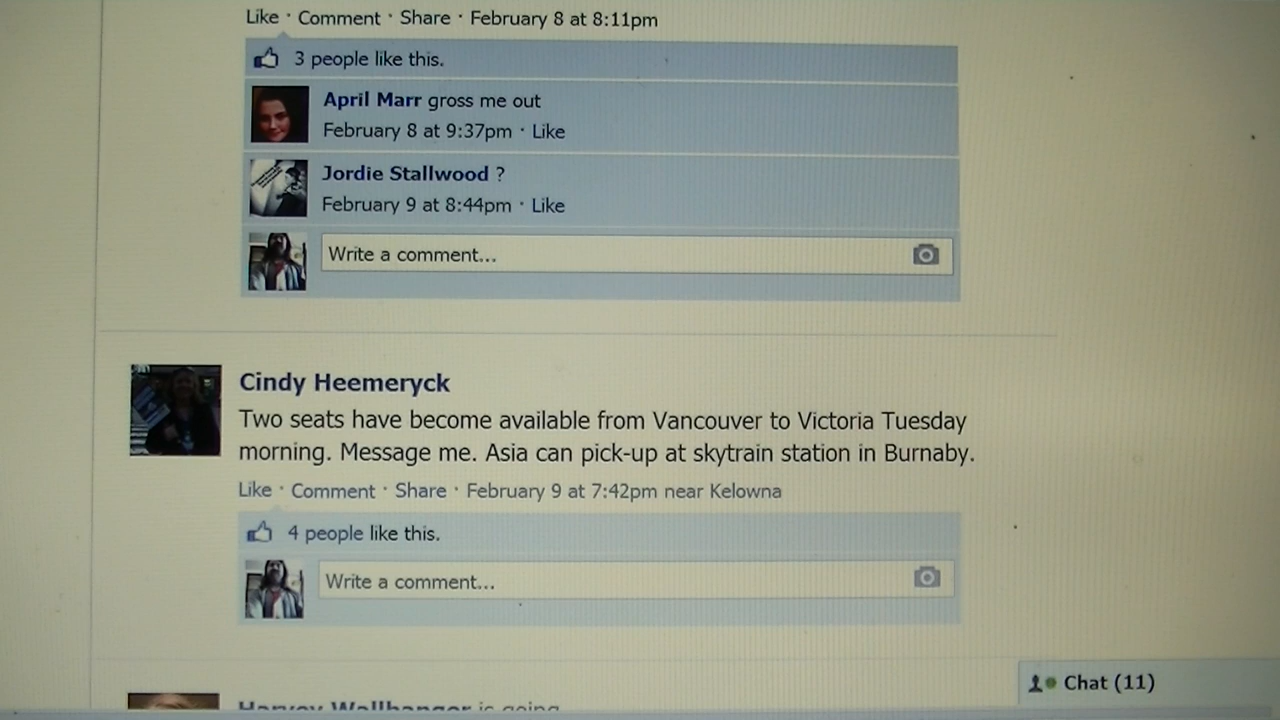 Like · Comment · Share · February 8 at 8:11pm
3 people like this.
April Marr gross me out
February 8 at 9:37pm · Like
Jordie Stallwood ?
February 9 at 8:44pm · Like
Write a comment...
Cindy Heemeryck
Two seats have become available from Vancouver to Victoria Tuesday
morning. Message me. Asia can pick-up at skytrain station in Burnaby.
Like · Comment · Share · February 9 at 7:42pm near Kelowna
4 people like this.
Write a comment...
Chat (11)
Harvey Wallbanger is going